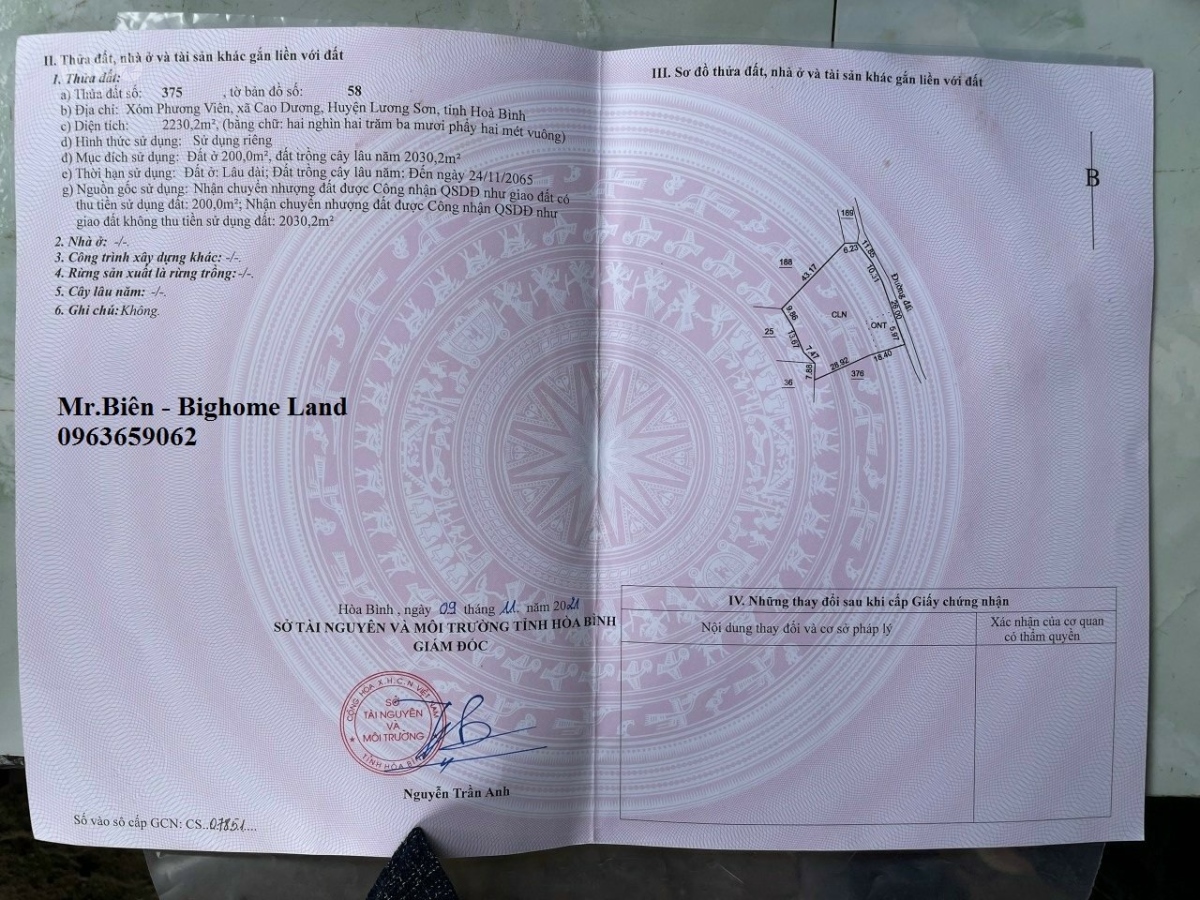 II. Thửa đất, nhà ở và tài sản khác gắn liền với đất
1. Thửa đất:
a) Thửa đất số: 375 , tờ bản đồ số: 58
b) Địa chỉ: Xóm Phương Viên, xã Cao Dương, Huyện Lương Sơn, tỉnh Hoà Bình
c) Diện tích: 2230,2m², (bằng chữ: hai nghìn hai trăm ba mươi phẩy hai mét vuông)
d) Hình thức sử dụng: Sử dụng riêng
đ) Mục đích sử dụng: Đất ở 200,0m², đất trồng cây lâu năm 2030,2m²
e) Thời hạn sử dụng: Đất ở: Lâu dài; Đất trồng cây lâu năm: Đến ngày 24/11/2065
g) Nguồn gốc sử dụng: Nhận chuyển nhượng đất được Công nhận QSDĐ như giao đất có
thu tiền sử dụng đất: 200,0m²; Nhận chuyển nhượng đất được Công nhận QSDĐ như
giao đất không thu tiền sử dụng đất: 2030,2m²
2. Nhà ở: -/-.
3. Công trình xây dựng khác: -/-.
4. Rừng sản xuất là rừng trồng: -/-.
5. Cây lâu năm: -/-.
6. Ghi chú: Không.
Mr.Biên - Bighome Land
0963659062
Hòa Bình , ngày 09 tháng 11 năm 2021
SỞ TÀI NGUYÊN VÀ MÔI TRƯỜNG TỈNH HÒA BÌNH
GIÁM ĐỐC
CỘNG HÒA X.H.C.N VIỆT NAM
SỞ
TÀI NGUYÊN
VÀ
MÔI TRƯỜNG
TỈNH HÒA BÌNH
Nguyễn Trần Anh
Số vào sổ cấp GCN: CS..07851....
III. Sơ đồ thửa đất, nhà ở và tài sản khác gắn liền với đất
B
189
6.23
11.85
188
43.17
10.31
Đường đất
26.00
9.86
CLN
ONT
5.97
25
13.67
7.47
18.40
28.92
7.88
376
36
IV. Những thay đổi sau khi cấp Giấy chứng nhận
Nội dung thay đổi và cơ sở pháp lý
Xác nhận của cơ quan
có thẩm quyền